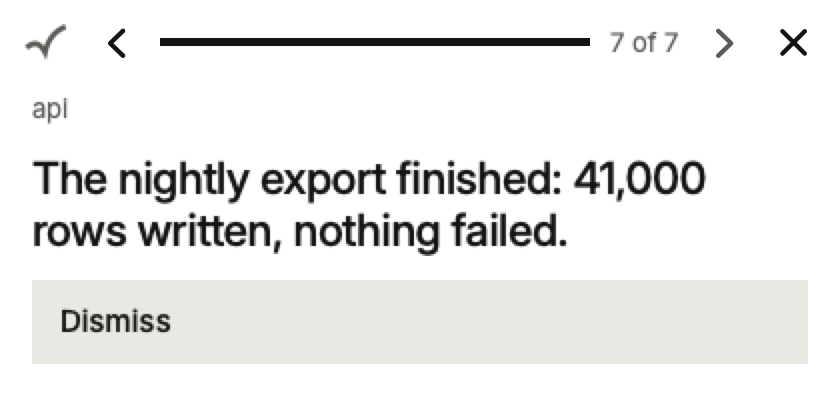 7 of 7
api
The nightly export finished: 41,000
rows written, nothing failed.
Dismiss